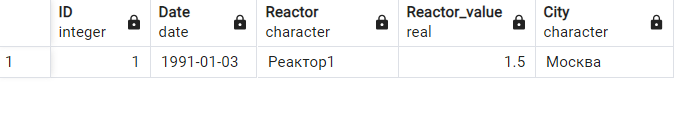 ID Date Reactor Reactor_value City
integer date character real character
1 1 1991-01-03 Реактор1 1.5 Москва